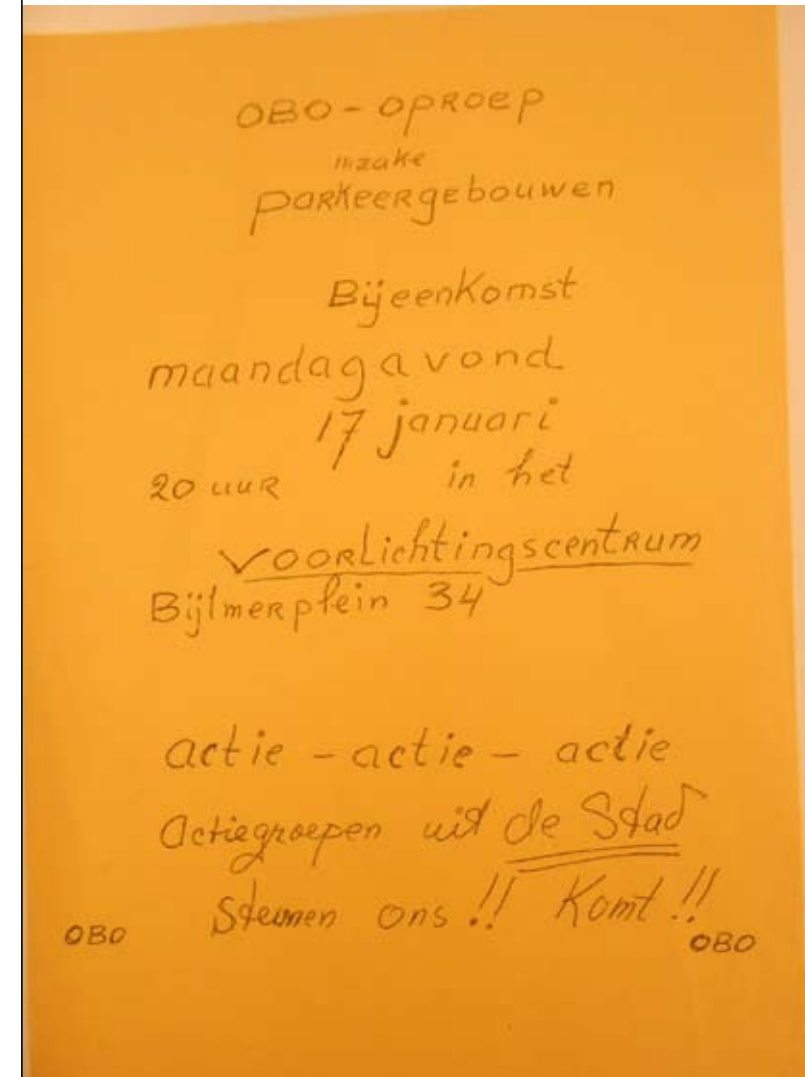 OBO - OPROEP
inzake
parkeergebouwen
Bijeenkomst
maandagavond
17 januari
20 uur in het
voorlichtingscentrum
Bijlmerplein 34
actie - actie - actie
Actiegroepen uit de Stad
Steunen ons !! Komt !!
OBO OBO